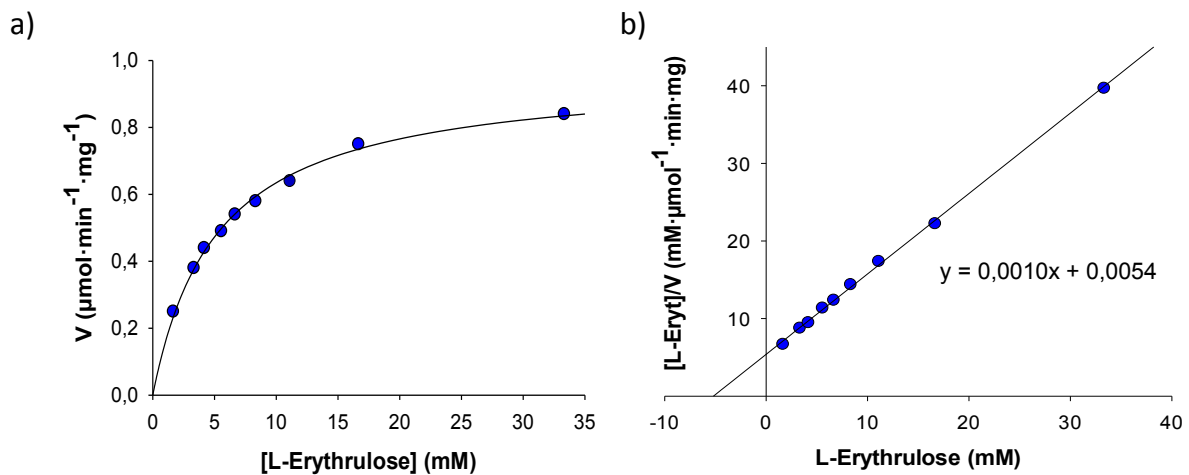 a)
V (µmol·min⁻¹·mg⁻¹)
1,0
0,8
0,6
0,4
0,2
0,0
0 5 10 15 20 25 30 35
[L-Erythrulose] (mM)
b)
[L-Eryt]/V (mM·µmol⁻¹·min·mg)
40
30
20
10
y = 0,0010x + 0,0054
-10 0 10 20 30 40
L-Erythrulose (mM)